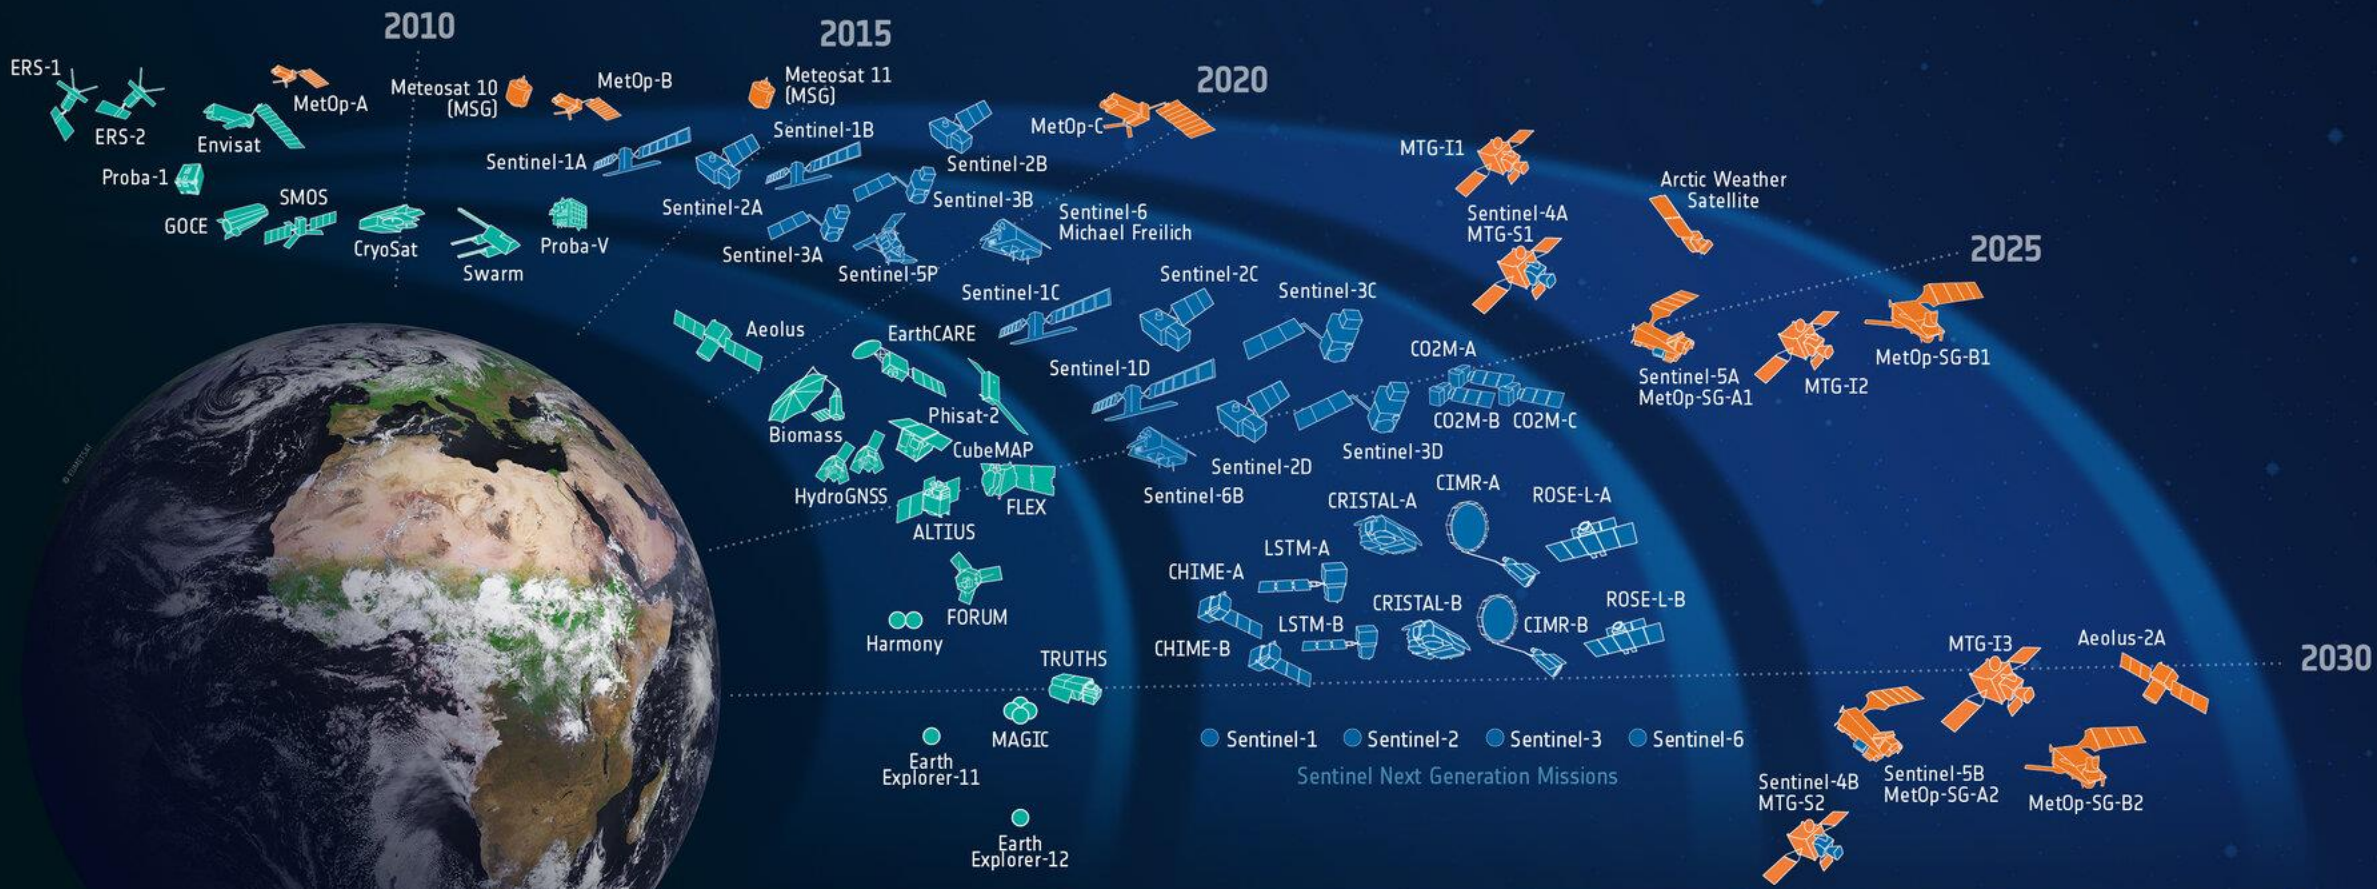 2010
2015
2020
2025
2030
ERS-1
ERS-2
MetOp-A
Envisat
Proba-1
GOCE
SMOS
CryoSat
Swarm
Proba-V
Meteosat 10
(MSG)
MetOp-B
Meteosat 11
(MSG)
Sentinel-1A
Sentinel-1B
Sentinel-2A
Sentinel-2B
Sentinel-3A
Sentinel-3B
Sentinel-5P
MetOp-C
Sentinel-6
Michael Freilich
MTG-I1
Sentinel-4A
MTG-S1
Arctic Weather
Satellite
Aeolus
EarthCARE
Sentinel-1C
Sentinel-2C
Sentinel-3C
Sentinel-1D
CO2M-A
CO2M-B
CO2M-C
Sentinel-5A
MetOp-SG-A1
MTG-I2
MetOp-SG-B1
Biomass
Phisat-2
CubeMAP
HydroGNSS
FLEX
ALTIUS
Sentinel-2D
Sentinel-3D
Sentinel-6B
CRISTAL-A
CIMR-A
ROSE-L-A
LSTM-A
CHIME-A
CRISTAL-B
ROSE-L-B
LSTM-B
CIMR-B
CHIME-B
FORUM
Harmony
TRUTHS
MAGIC
Earth
Explorer-11
Earth
Explorer-12
Sentinel-1
Sentinel-2
Sentinel-3
Sentinel-6
Sentinel Next Generation Missions
MTG-I3
Aeolus-2A
Sentinel-4B
MTG-S2
Sentinel-5B
MetOp-SG-A2
MetOp-SG-B2
© EUMETSAT